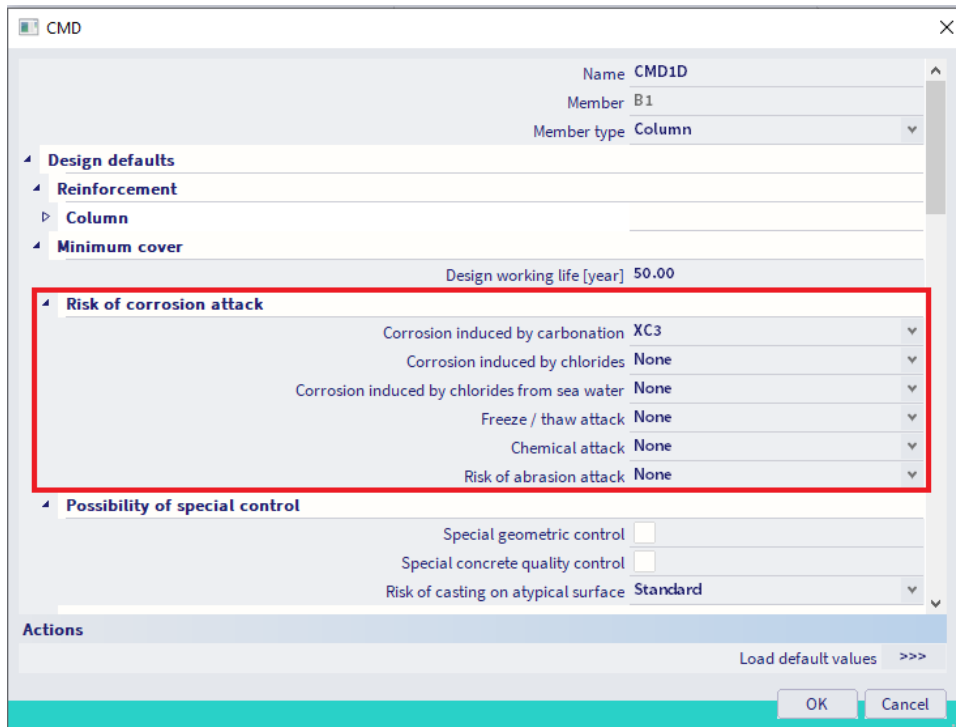 CMD
Name CMD1D
Member B1
Member type Column
Design defaults
Reinforcement
Column
Minimum cover
Design working life [year] 50.00
Risk of corrosion attack
Corrosion induced by carbonation XC3
Corrosion induced by chlorides None
Corrosion induced by chlorides from sea water None
Freeze / thaw attack None
Chemical attack None
Risk of abrasion attack None
Possibility of special control
Special geometric control
Special concrete quality control
Risk of casting on atypical surface Standard
Actions
Load default values >>>
OK Cancel